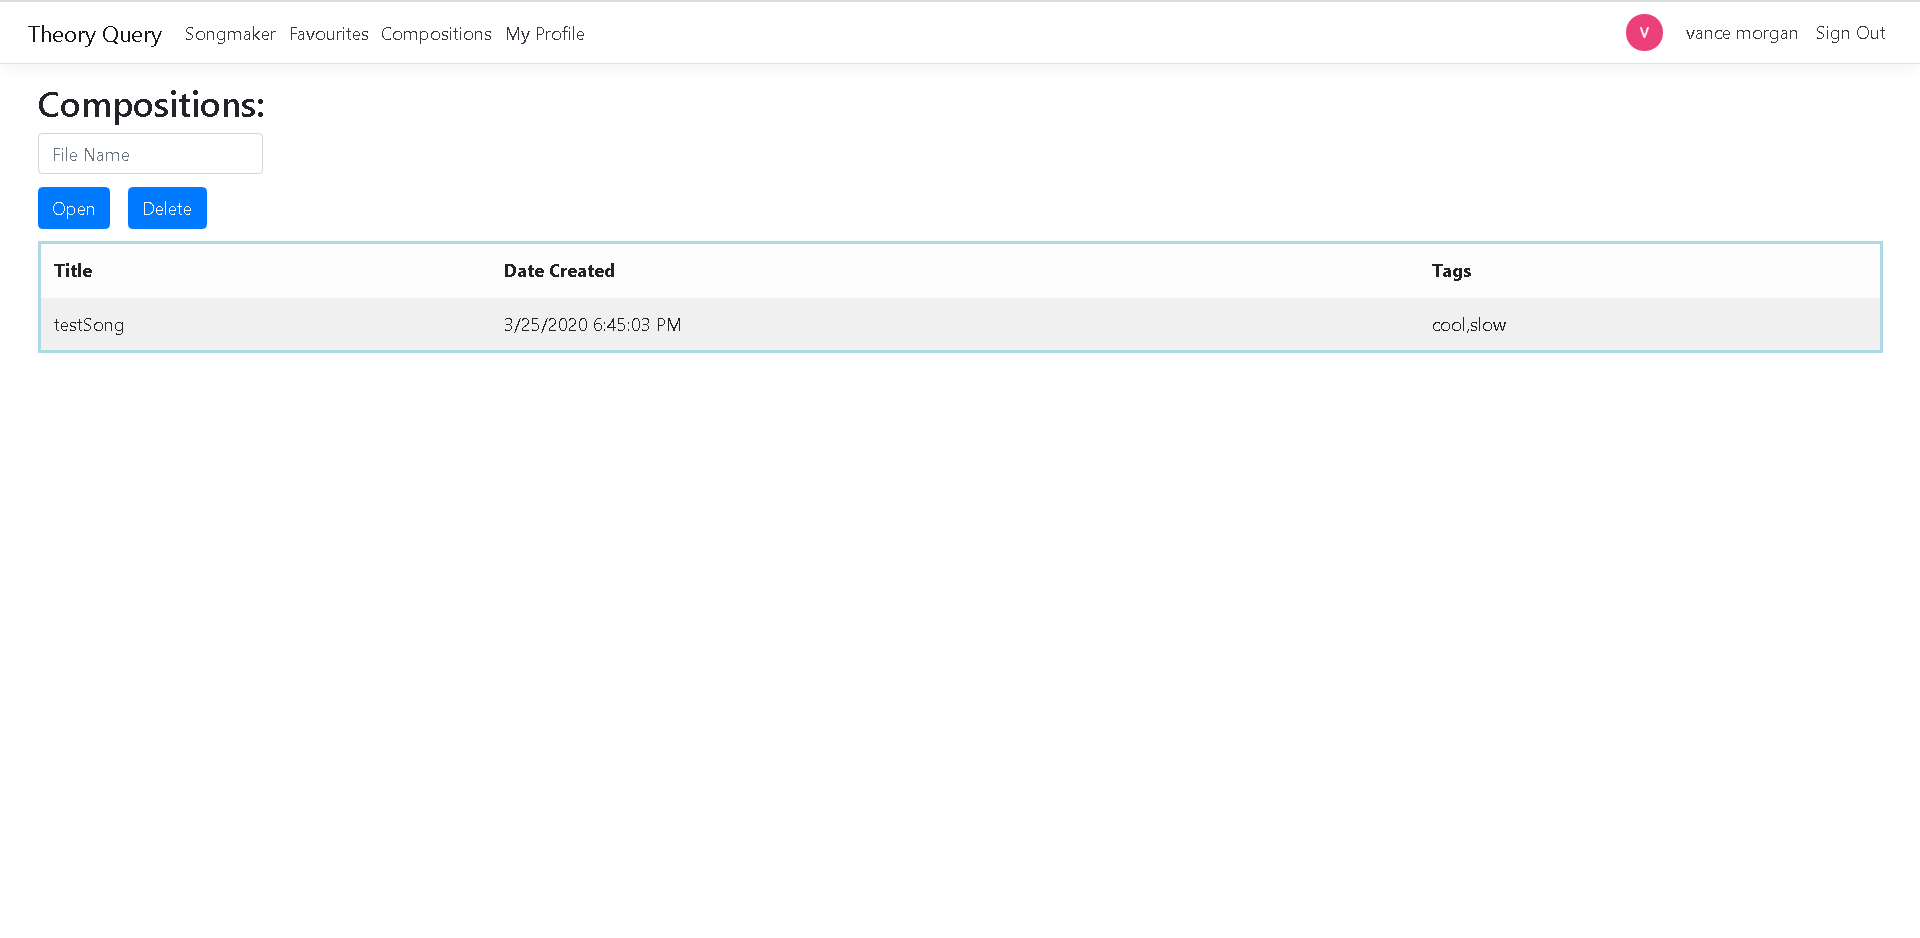 Theory Query Songmaker Favourites Compositions My Profile V vance morgan Sign Out
Compositions:
File Name
Open Delete
Title Date Created Tags
testSong 3/25/2020 6:45:03 PM cool,slow